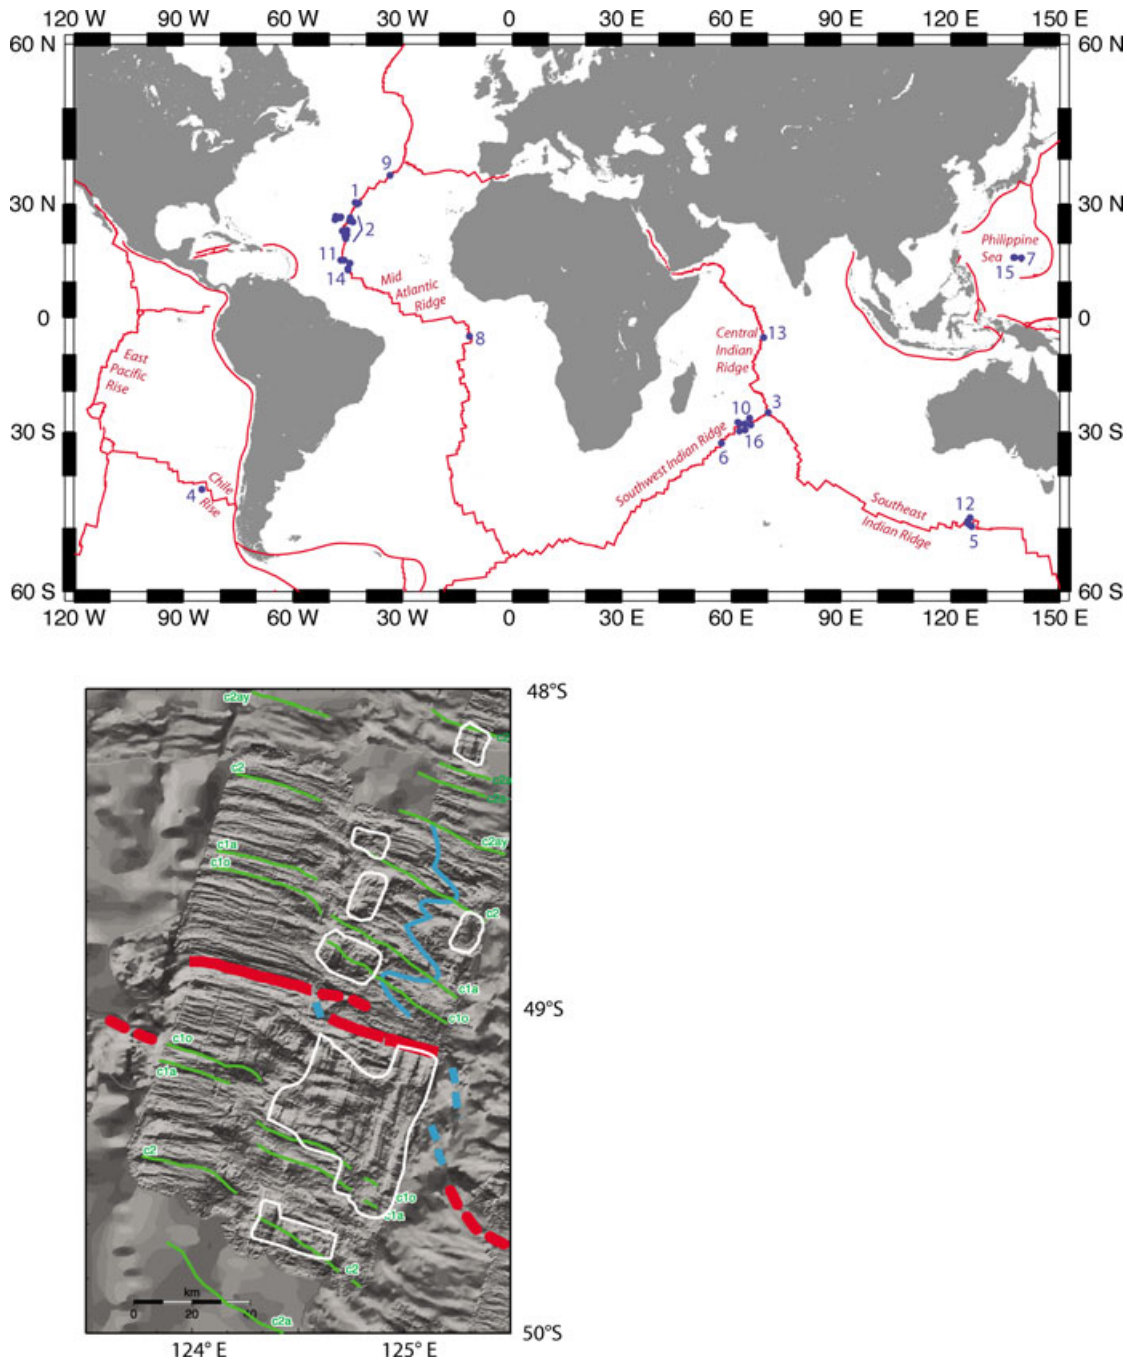 120 W 90 W 60 W 30 W 0 30 E 60 E 90 E 120 E 150 E
60 N 60 N
9
1
30 N 30 N
2
Philippine
Sea 7
15
11
14
Mid
Atlantic
Ridge
0 0
8
Central 13
Indian
Ridge
East
Pacific
Rise
3
10
30 S 30 S
16
6
Southwest Indian Ridge
4
Chile
Rise
Southeast
Indian Ridge
12
5
60 S 60 S
120 W 90 W 60 W 30 W 0 30 E 60 E 90 E 120 E 150 E
48°S
c2ay
c2
c2ay
c1a
c1o
c2
c1a
49°S
c1o
c1o
c1a
c2
c1o
c1a
c2
km
0 20 40
c2a
50°S
124° E 125° E